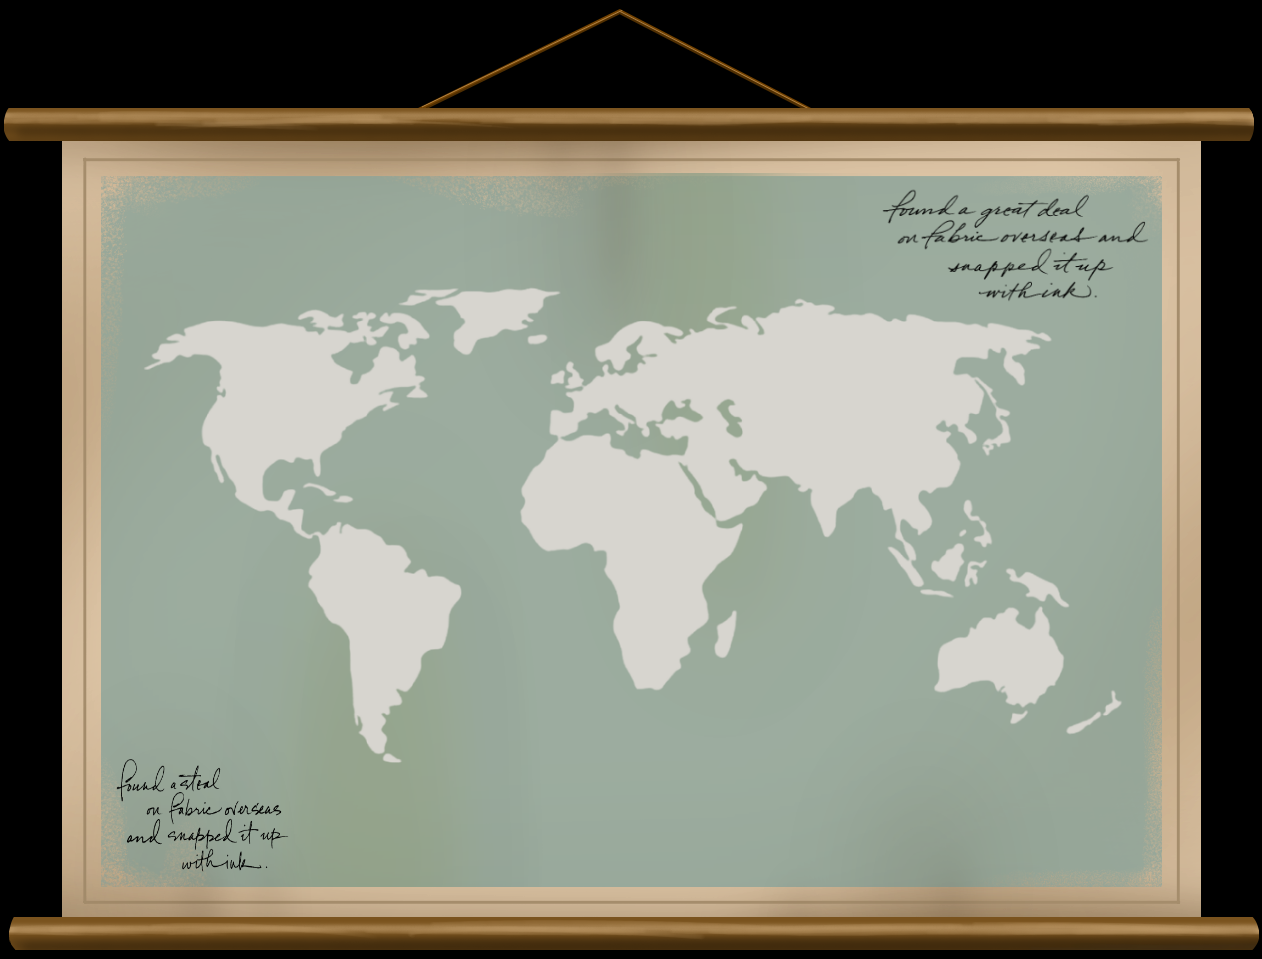 found a great deal
on fabric overseas and
snapped it up
with ink.
found a steal
on fabric overseas
and snapped it up
with ink.